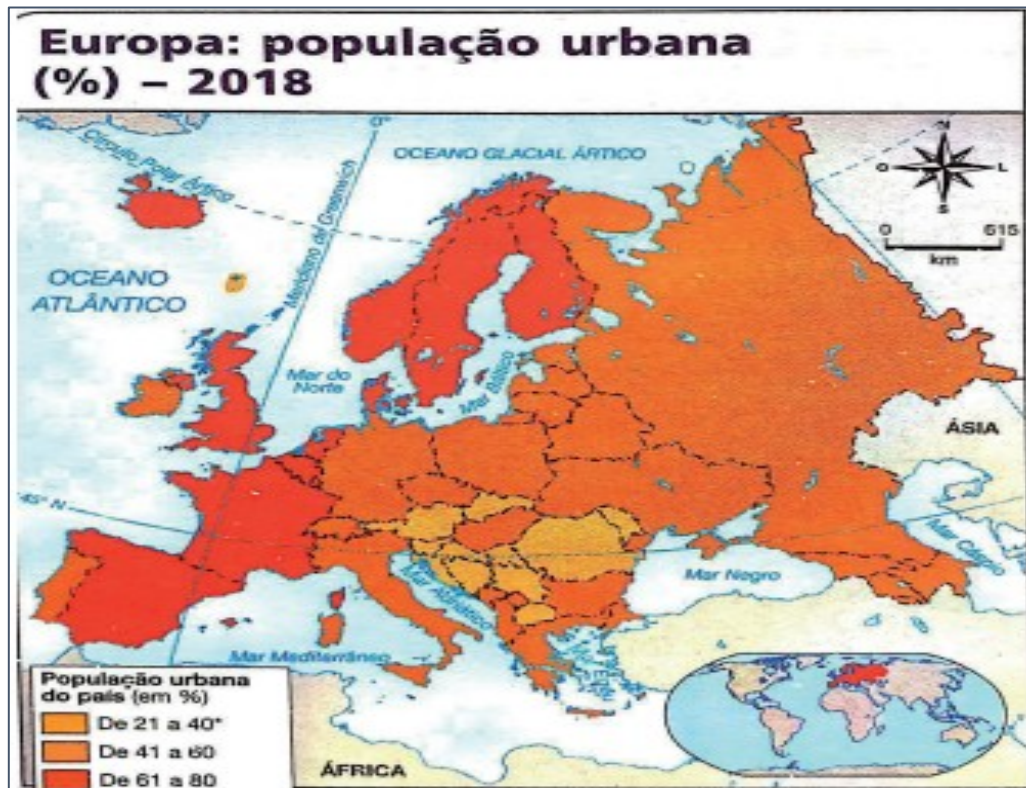 Europa: população urbana
(%) – 2018
0°
OCEANO GLACIAL ÁRTICO
Círculo Polar Ártico
Meridiano de Greenwich
N
O
L
S
0
615
km
OCEANO
ATLÂNTICO
Mar do
Norte
Mar Báltico
ÁSIA
45° N
Mar Cáspio
Mar Negro
Mar Adriático
Mar Mediterrâneo
População urbana
do país (em %)
De 21 a 40*
De 41 a 60
De 61 a 80
ÁFRICA